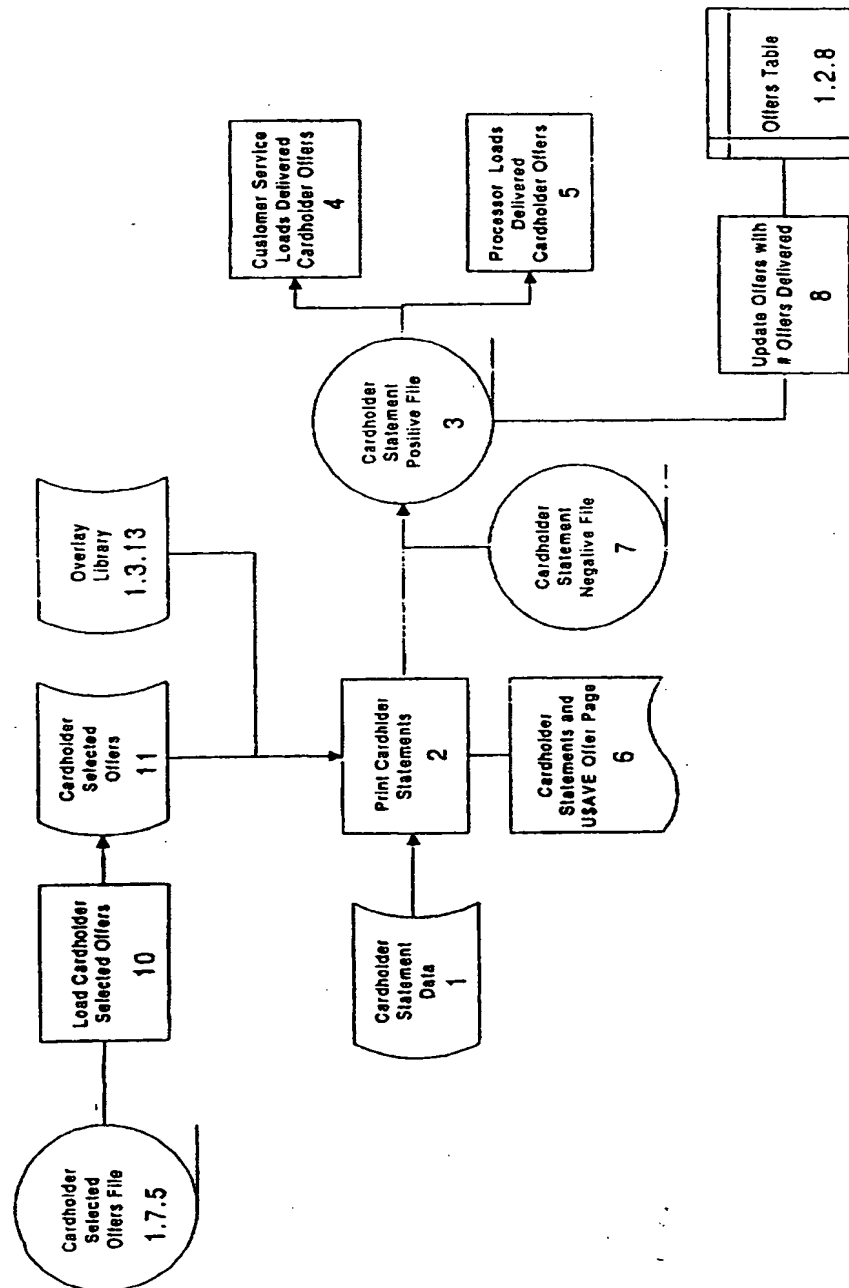 Cardholder
Selected
Offers File
1.7.5
Load Cardholder
Selected Offers
10
Cardholder
Selected
Offers
11
Overlay
Library
1.3.13
Cardholder
Statement
Data
1
Print Cardhlder
Statements
2
Cardholder
Statements and
U$AVE Offer Page
6
Cardholder
Statement
Positive File
3
Cardholder
Statement
Negative File
7
Customer Service
Loads Delivered
Cardholder Offers
4
Processor Loads
Delivered
Cardholder Offers
5
Update Offers with
# Offers Delivered
8
Offers Table
1.2.8